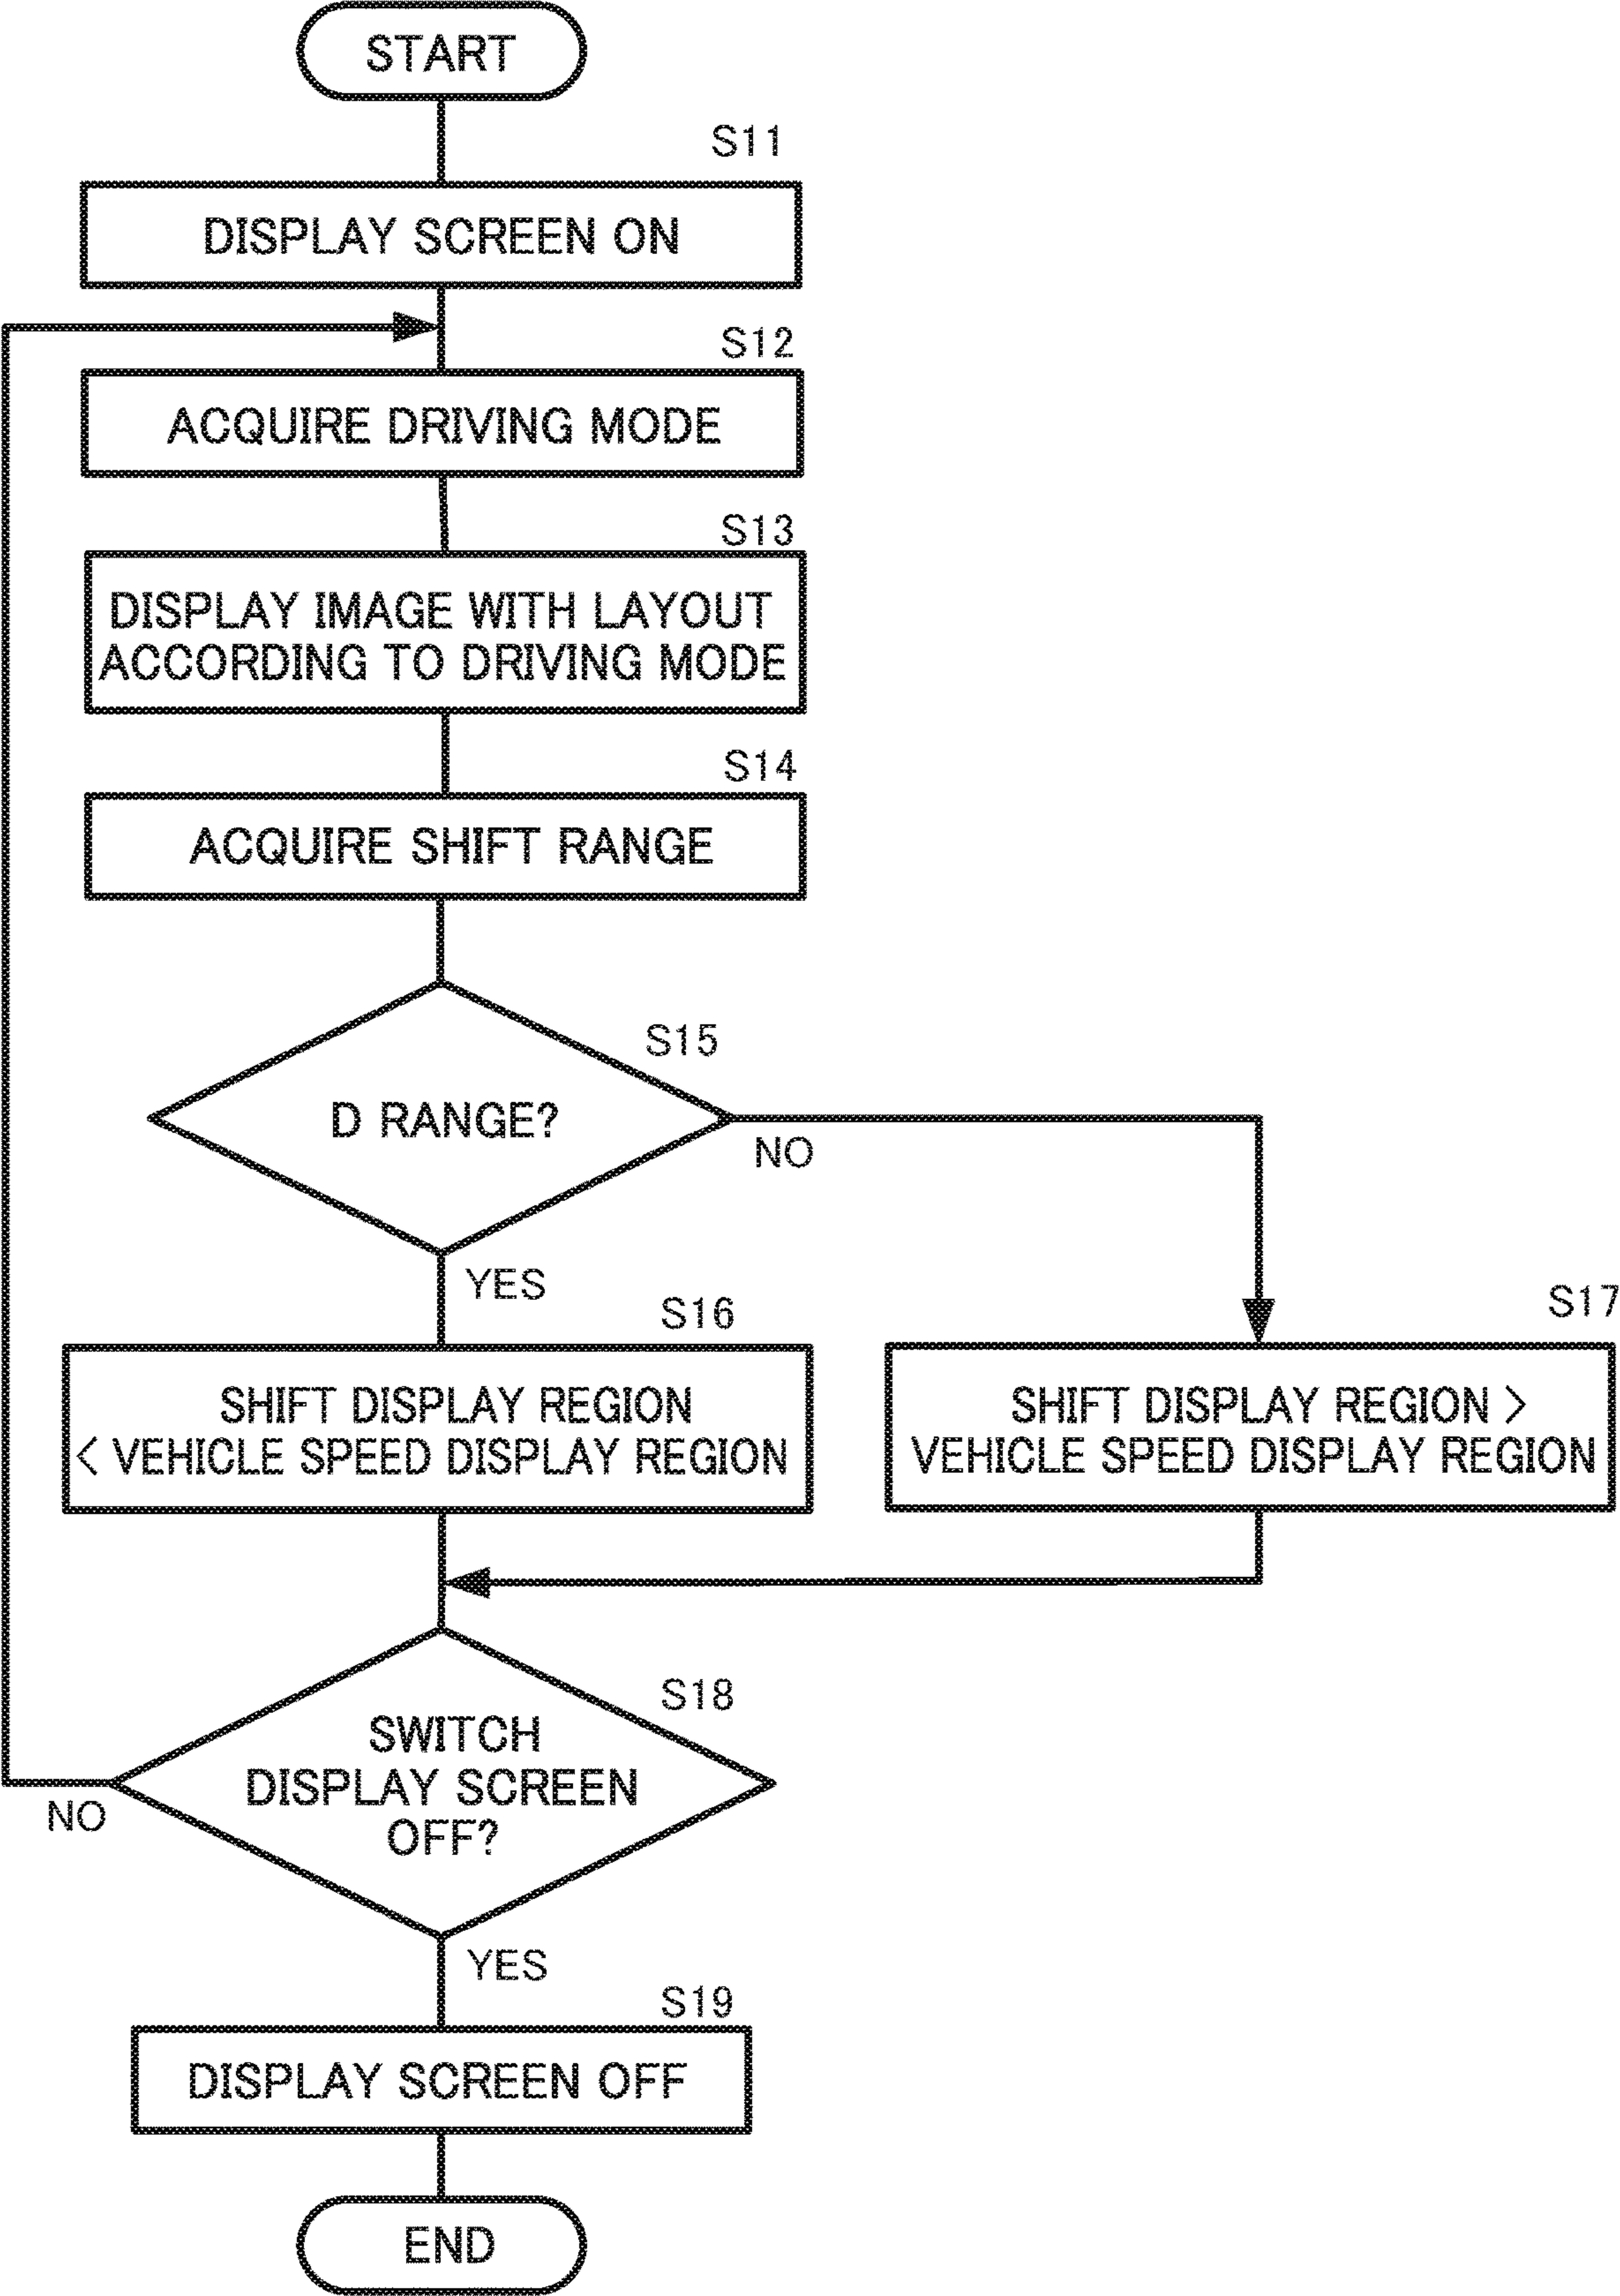 START
S11
DISPLAY SCREEN ON
S12
ACQUIRE DRIVING MODE
S13
DISPLAY IMAGE WITH LAYOUT
ACCORDING TO DRIVING MODE
S14
ACQUIRE SHIFT RANGE
S15
D RANGE?
NO
YES
S16
SHIFT DISPLAY REGION
< VEHICLE SPEED DISPLAY REGION
S17
SHIFT DISPLAY REGION >
VEHICLE SPEED DISPLAY REGION
S18
SWITCH
DISPLAY SCREEN
OFF?
NO
YES
S19
DISPLAY SCREEN OFF
END